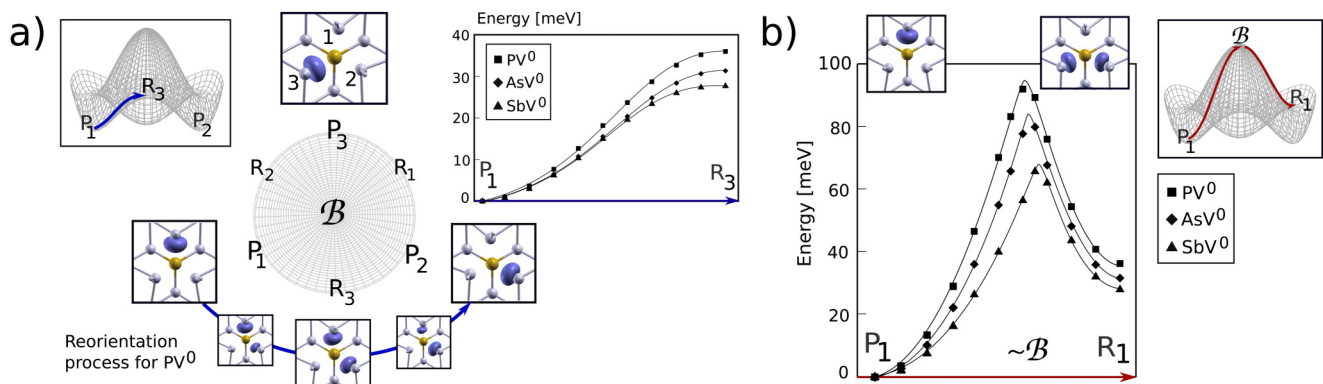 a)
P1
R3
P2
1
2
3
Energy [meV]
40
30
20
10
0
PV0
AsV0
SbV0
P1
R3
P3
R2
R1
B
P1
P2
R3
Reorientation
process for PV0
b)
100
80
60
40
20
0
Energy [meV]
P1
~B
R1
B
R1
P1
PV0
AsV0
SbV0